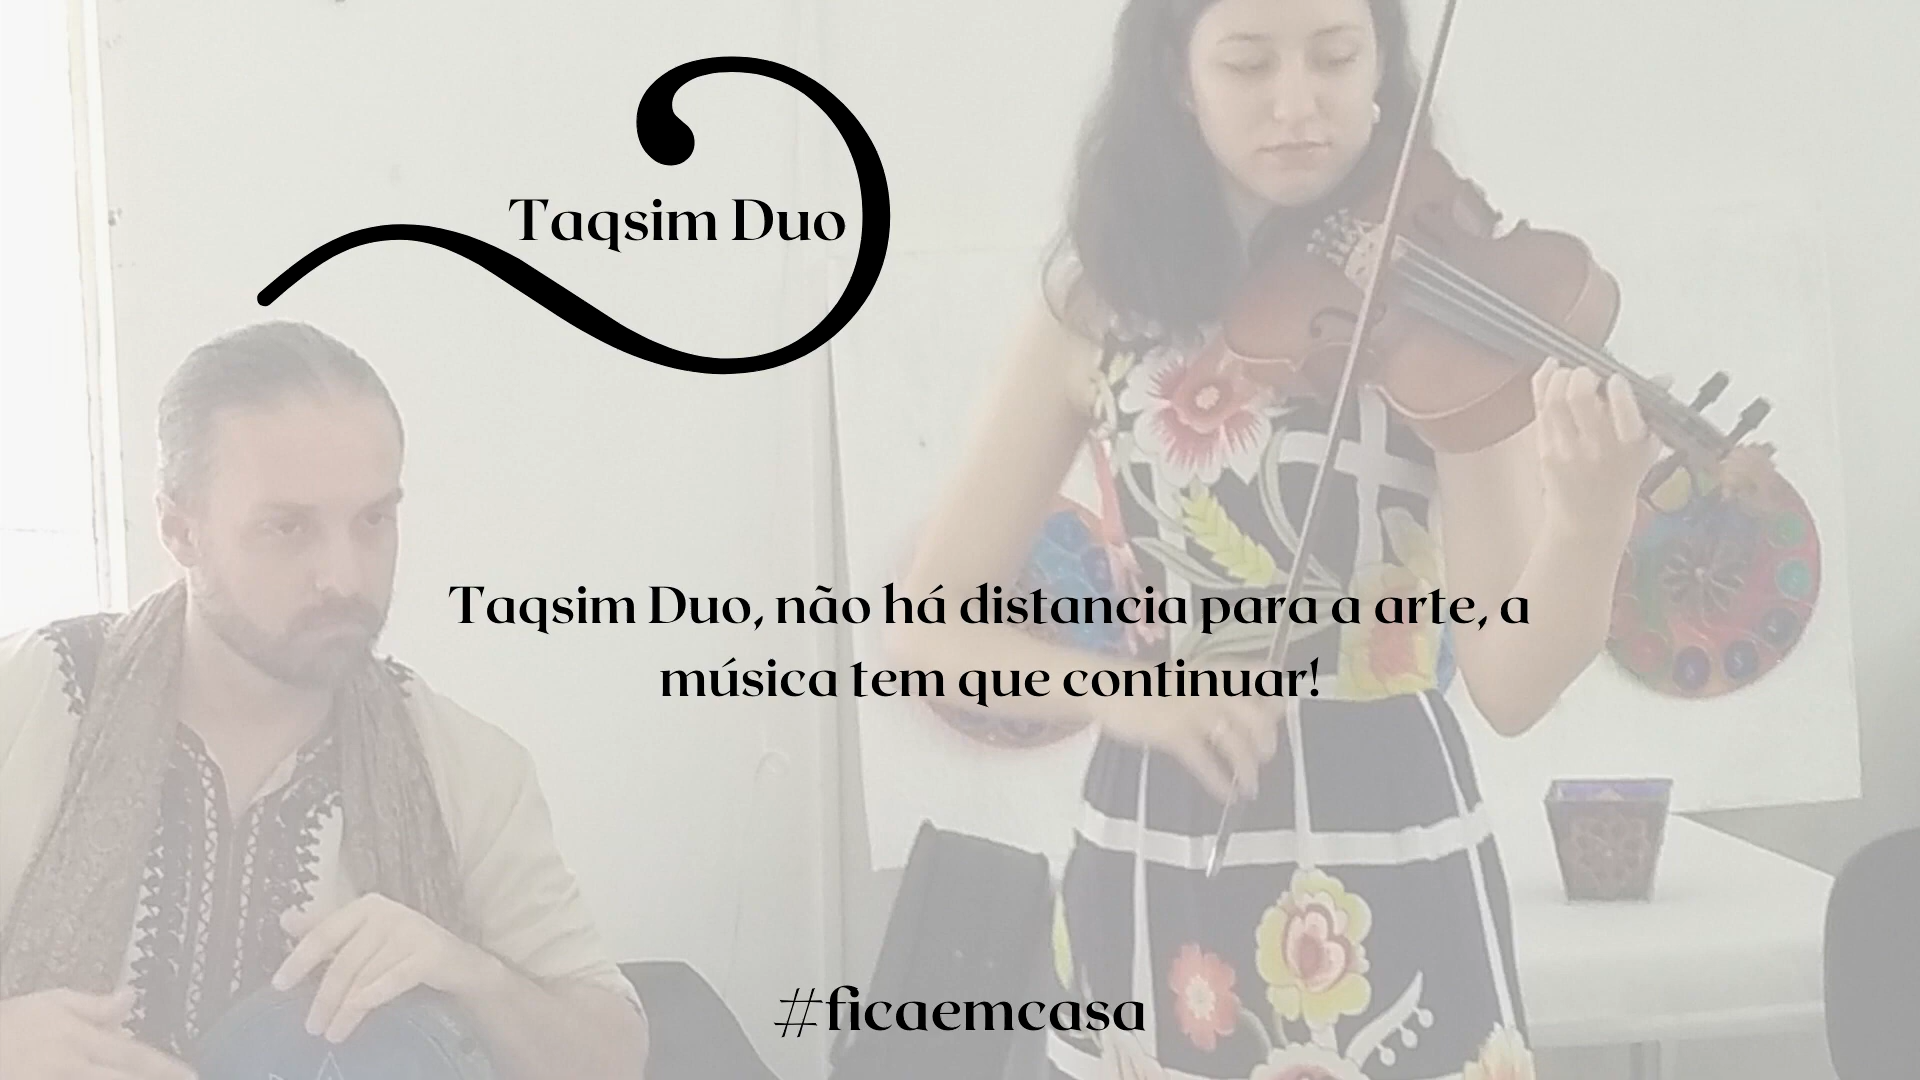 Taqsim Duo
Taqsim Duo, não há distancia para a arte, a
música tem que continuar!
#ficaemcasa